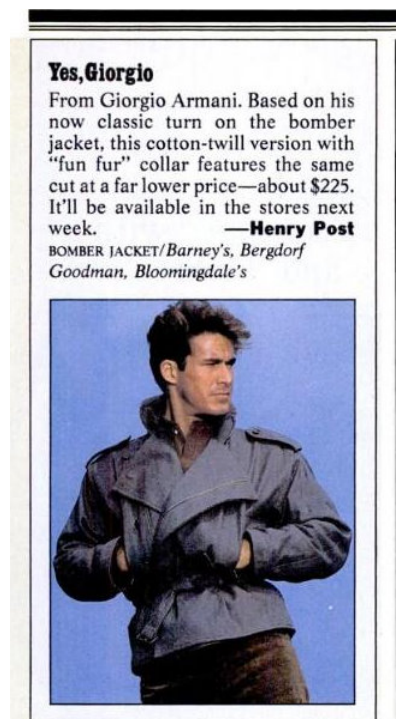 Yes,Giorgio
From Giorgio Armani. Based on his
now classic turn on the bomber
jacket, this cotton-twill version with
“fun fur” collar features the same
cut at a far lower price—about $225.
It'll be available in the stores next
week. —Henry Post
BOMBER JACKET/Barney's, Bergdorf
Goodman, Bloomingdale's